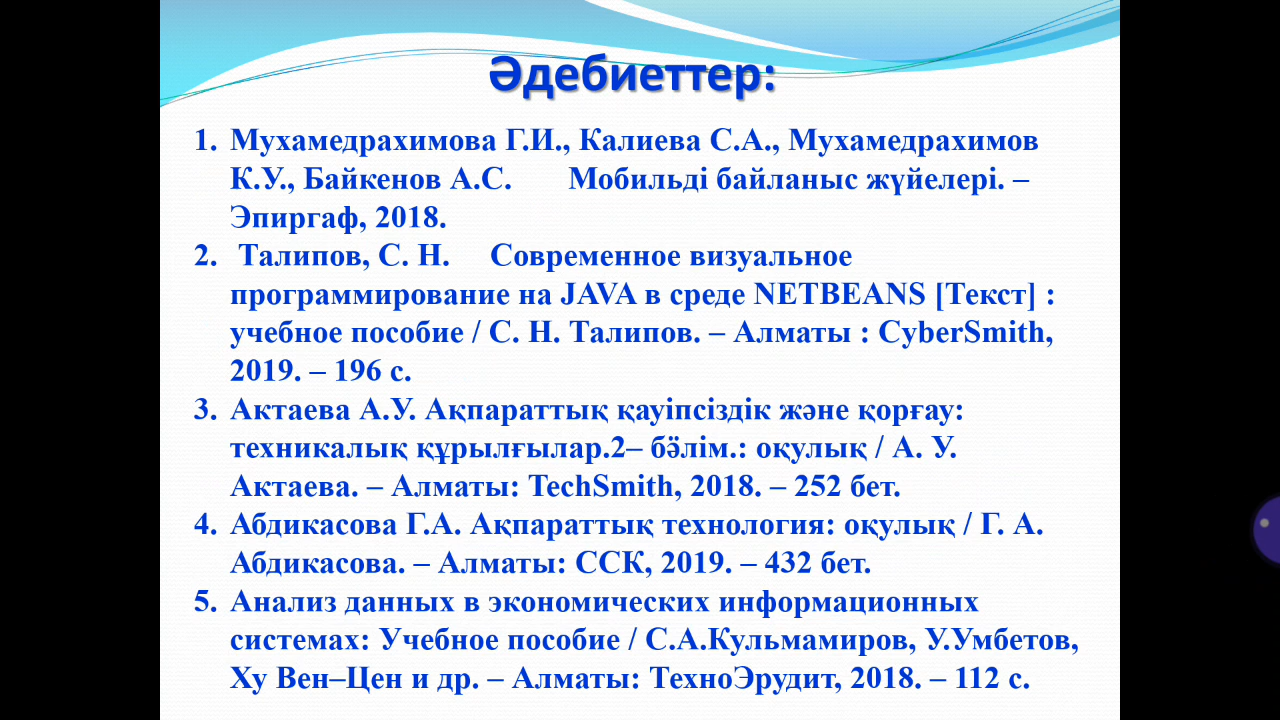 Әдебиеттер:
1. Мухамедрахимова Г.И., Калиева С.А., Мухамедрахимов
К.У., Байкенов А.С. Мобильді байланыс жүйелері. –
Эпиргаф, 2018.
2. Талипов, С. Н. Современное визуальное
программирование на JAVA в среде NETBEANS [Текст] :
учебное пособие / С. Н. Талипов. – Алматы : CyberSmith,
2019. – 196 с.
3. Актаева А.У. Ақпараттық қауіпсіздік және қорғау:
техникалық құрылғылар.2– бӛлім.: оқулық / А. У.
Актаева. – Алматы: TechSmith, 2018. – 252 бет.
4. Абдикасова Г.А. Ақпараттық технология: оқулық / Г. А.
Абдикасова. – Алматы: ССК, 2019. – 432 бет.
5. Анализ данных в экономических информационных
системах: Учебное пособие / С.А.Кульмамиров, У.Умбетов,
Ху Вен–Цен и др. – Алматы: ТехноЭрудит, 2018. – 112 с.